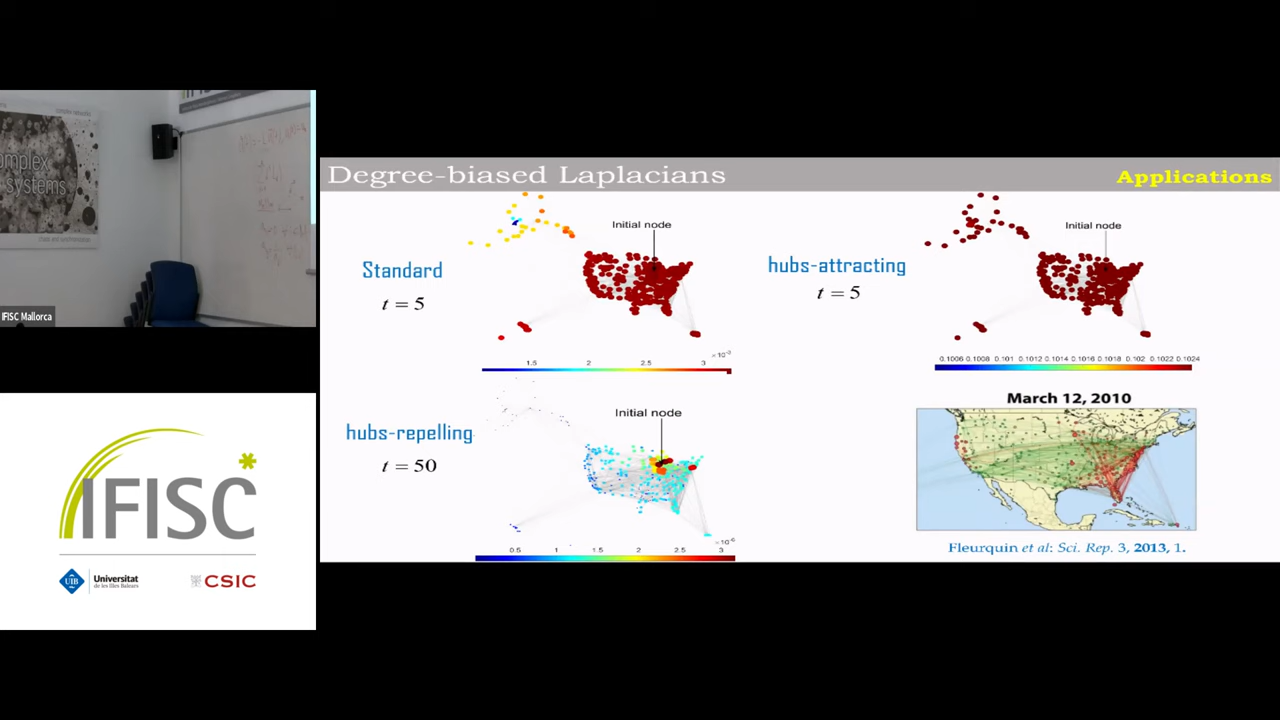 omplex
systems
IFISC Mallorca
IFISC
UIB
Universitat
de les Illes Balears
CSIC
Degree-biased Laplacians
Applications
Standard
t = 5
Initial node
1.5 2 2.5 3
×10⁻³
hubs-attracting
t = 5
Initial node
0.1006 0.1008 0.101 0.1012 0.1014 0.1016 0.1018 0.102 0.1022 0.1024
hubs-repelling
t = 50
Initial node
0.5 1 1.5 2 2.5 3
×10⁻⁶
March 12, 2010
Fleurquin et al: Sci. Rep. 3, 2013, 1.